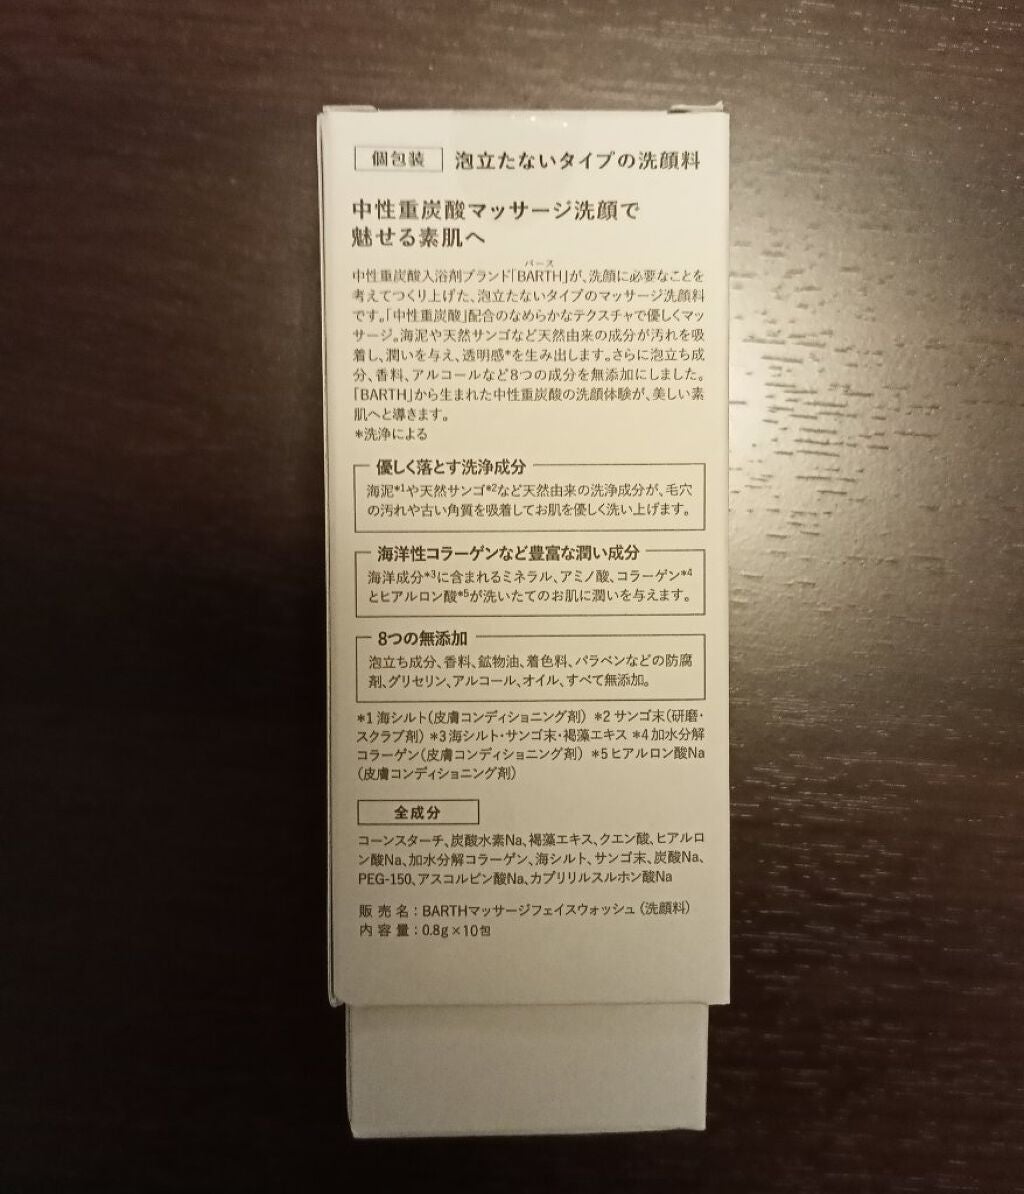 個包装 泡立たないタイプの洗顔料
中性重炭酸マッサージ洗顔で
魅せる素肌へ
バース
中性重炭酸入浴剤ブランド「BARTH」が、洗顔に必要なことを
考えてつくり上げた、泡立たないタイプのマッサージ洗顔料
です。「中性重炭酸」配合のなめらかなテクスチャで優しくマッ
サージ。海泥や天然サンゴなど天然由来の成分が汚れを吸
着し、潤いを与え、透明感*を生み出します。さらに泡立ち成
分、香料、アルコールなど8つの成分を無添加にしました。
「BARTH」から生まれた中性重炭酸の洗顔体験が、美しい素
肌へと導きます。
*洗浄による
優しく落とす洗浄成分
海泥*1や天然サンゴ*2など天然由来の洗浄成分が、毛穴
の汚れや古い角質を吸着してお肌を優しく洗い上げます。
海洋性コラーゲンなど豊富な潤い成分
海洋成分*3に含まれるミネラル、アミノ酸、コラーゲン*4
とヒアルロン酸*5が洗いたてのお肌に潤いを与えます。
8つの無添加
泡立ち成分、香料、鉱物油、着色料、パラベンなどの防腐
剤、グリセリン、アルコール、オイル、すべて無添加。
*1 海シルト(皮膚コンディショニング剤) *2 サンゴ末(研磨・
スクラブ剤) *3 海シルト・サンゴ末・褐藻エキス *4 加水分解
コラーゲン(皮膚コンディショニング剤) *5 ヒアルロン酸Na
(皮膚コンディショニング剤)
全成分
コーンスターチ、炭酸水素Na、褐藻エキス、クエン酸、ヒアルロ
ン酸Na、加水分解コラーゲン、海シルト、サンゴ末、炭酸Na、
PEG-150、アスコルビン酸Na、カプリリルスルホン酸Na
販売名:BARTHマッサージフェイスウォッシュ(洗顔料)
内容量:0.8g×10包